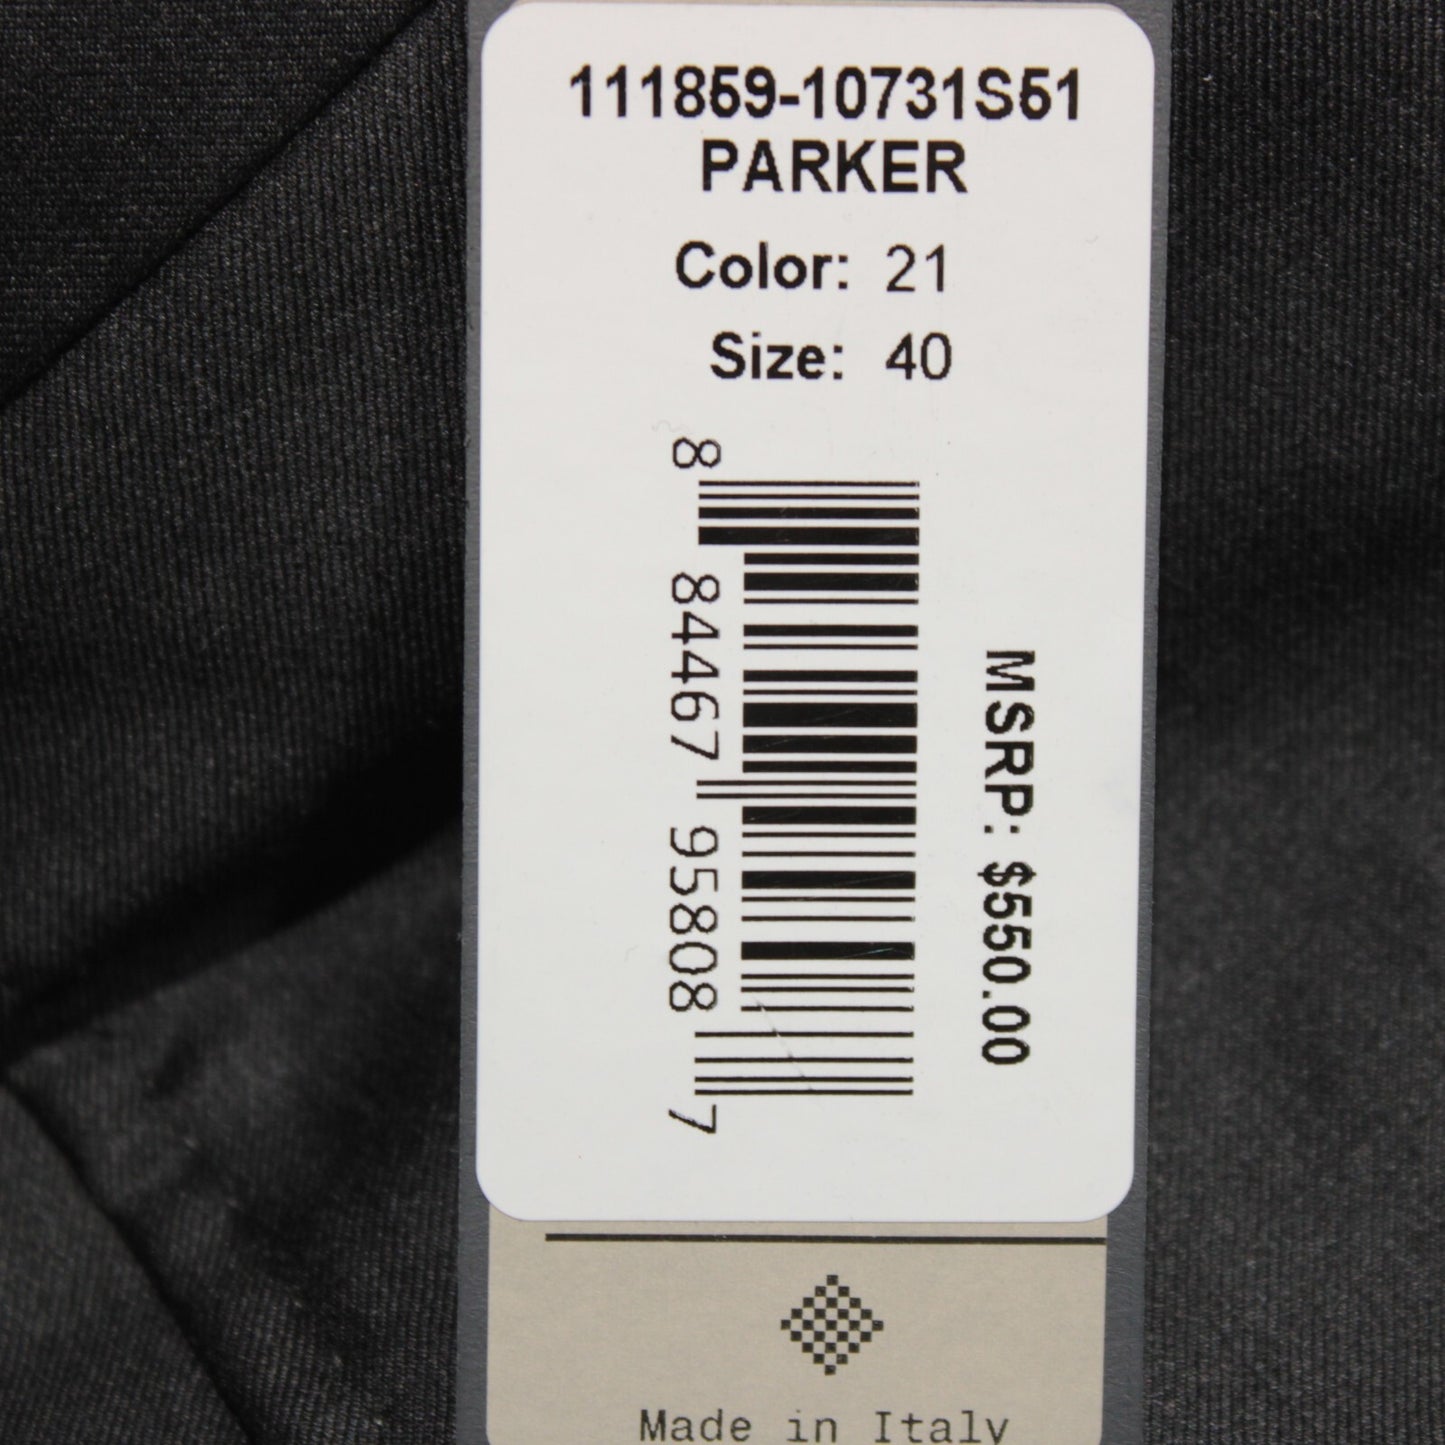 111859-10731S51
PARKER
Color: 21
Size: 40
8 84467 95808 7
MSRP: $550.00
Made in Italy